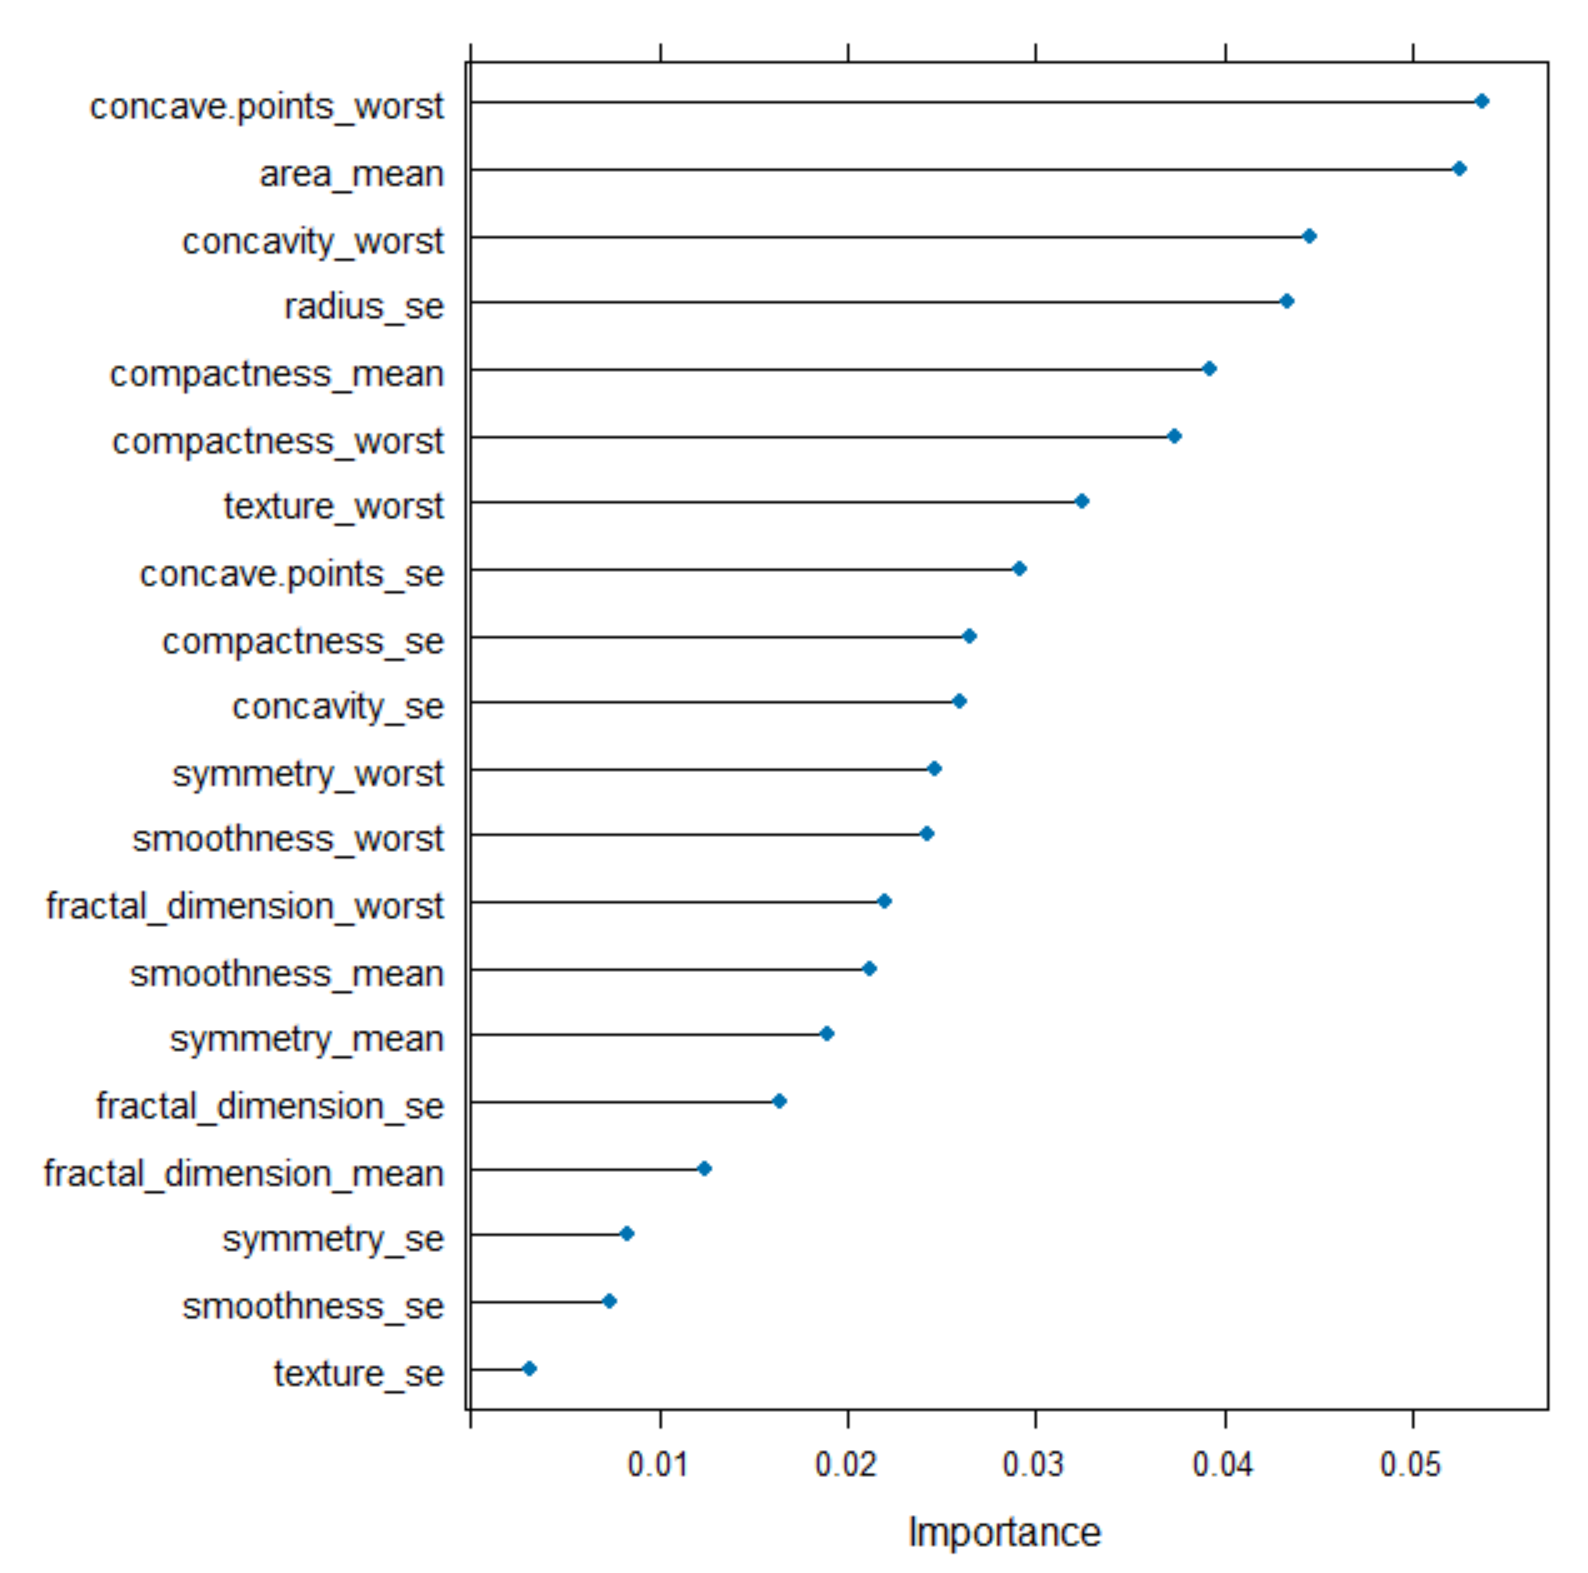 concave.points_worst
area_mean
concavity_worst
radius_se
compactness_mean
compactness_worst
texture_worst
concave.points_se
compactness_se
concavity_se
symmetry_worst
smoothness_worst
fractal_dimension_worst
smoothness_mean
symmetry_mean
fractal_dimension_se
fractal_dimension_mean
symmetry_se
smoothness_se
texture_se
0.01 0.02 0.03 0.04 0.05
Importance